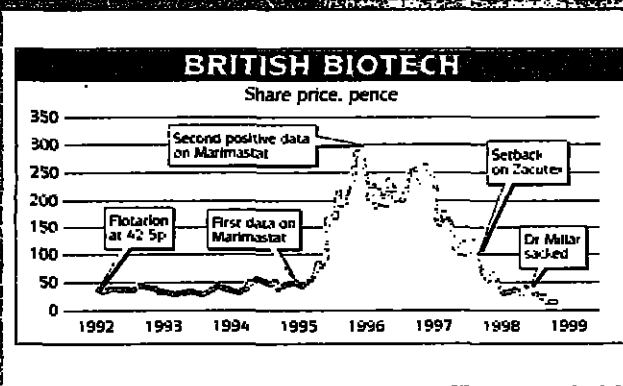 BRITISH BIOTECH
Share price. pence
350
300
250
200
150
100
50
0
Second positive data
on Marimastat
Setback
on Zacutex
Flotation
at 42.5p
First data on
Marimastat
Dr Millar
sacked
1992 1993 1994 1995 1996 1997 1998 1999